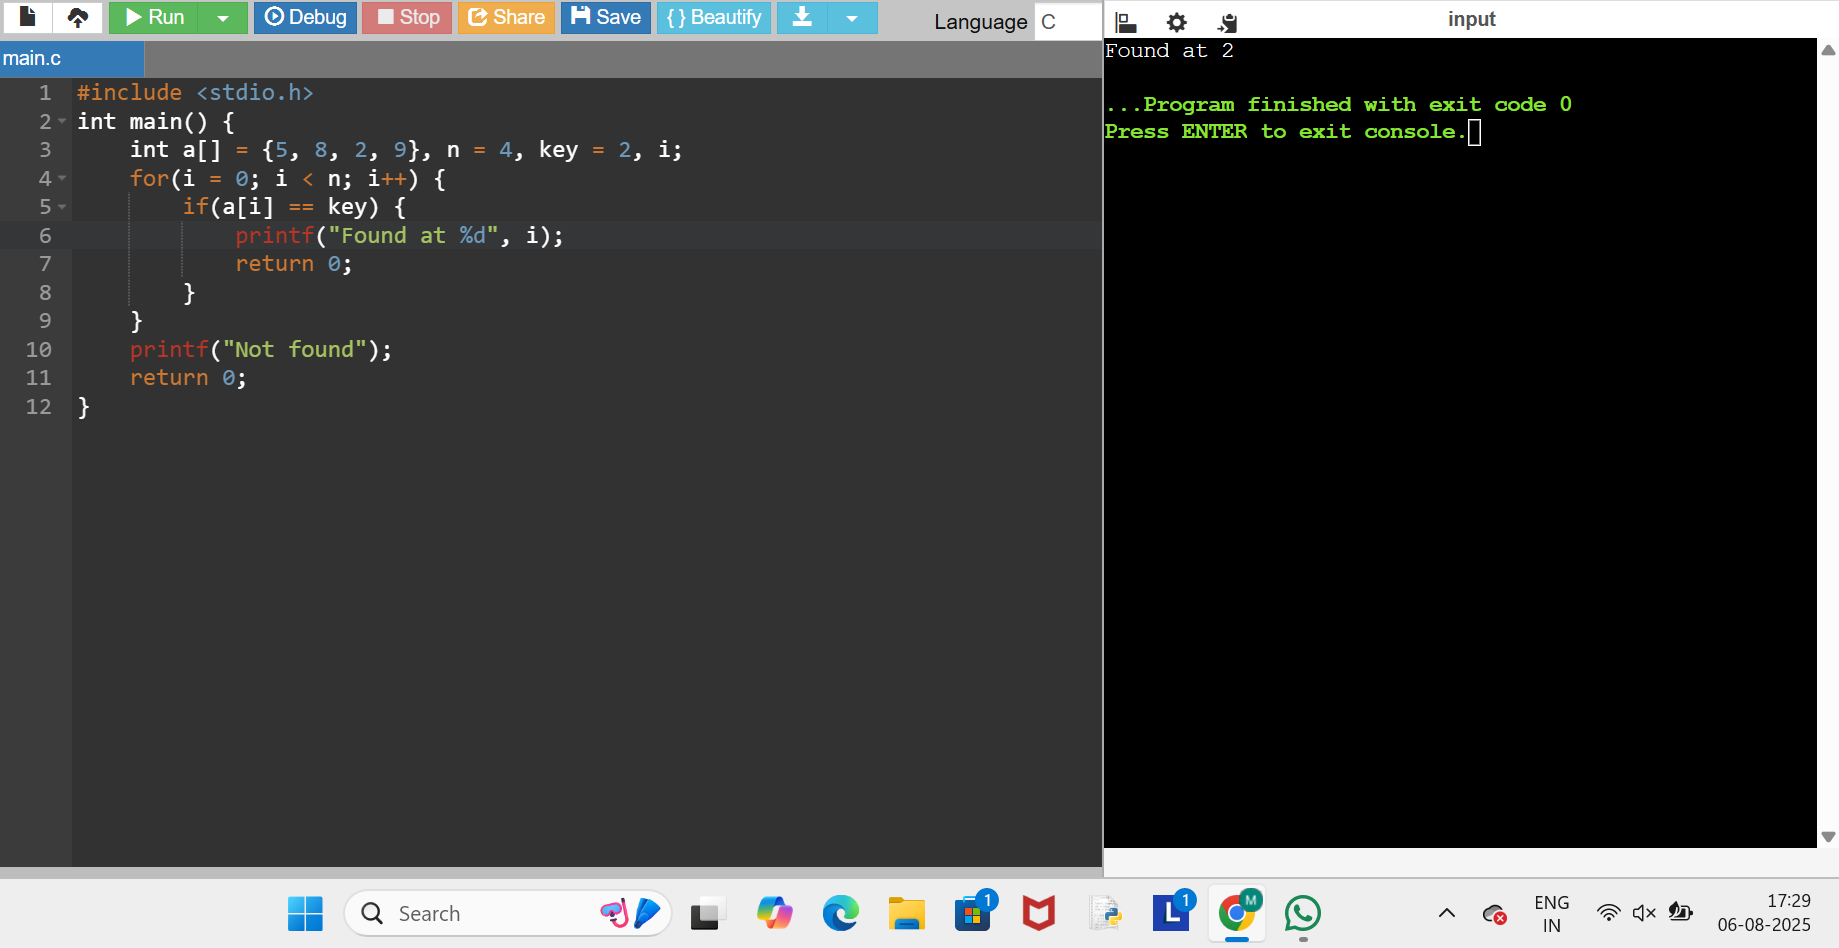 Run Debug Stop Share Save { } Beautify Language C
main.c
1 #include <stdio.h>
2 int main() {
3     int a[] = {5, 8, 2, 9}, n = 4, key = 2, i;
4     for(i = 0; i < n; i++) {
5         if(a[i] == key) {
6             printf("Found at %d", i);
7             return 0;
8         }
9     }
10     printf("Not found");
11     return 0;
12 }
input
Found at 2
...Program finished with exit code 0
Press ENTER to exit console.
Search
1
L 1
M
ENG
IN
17:29
06-08-2025